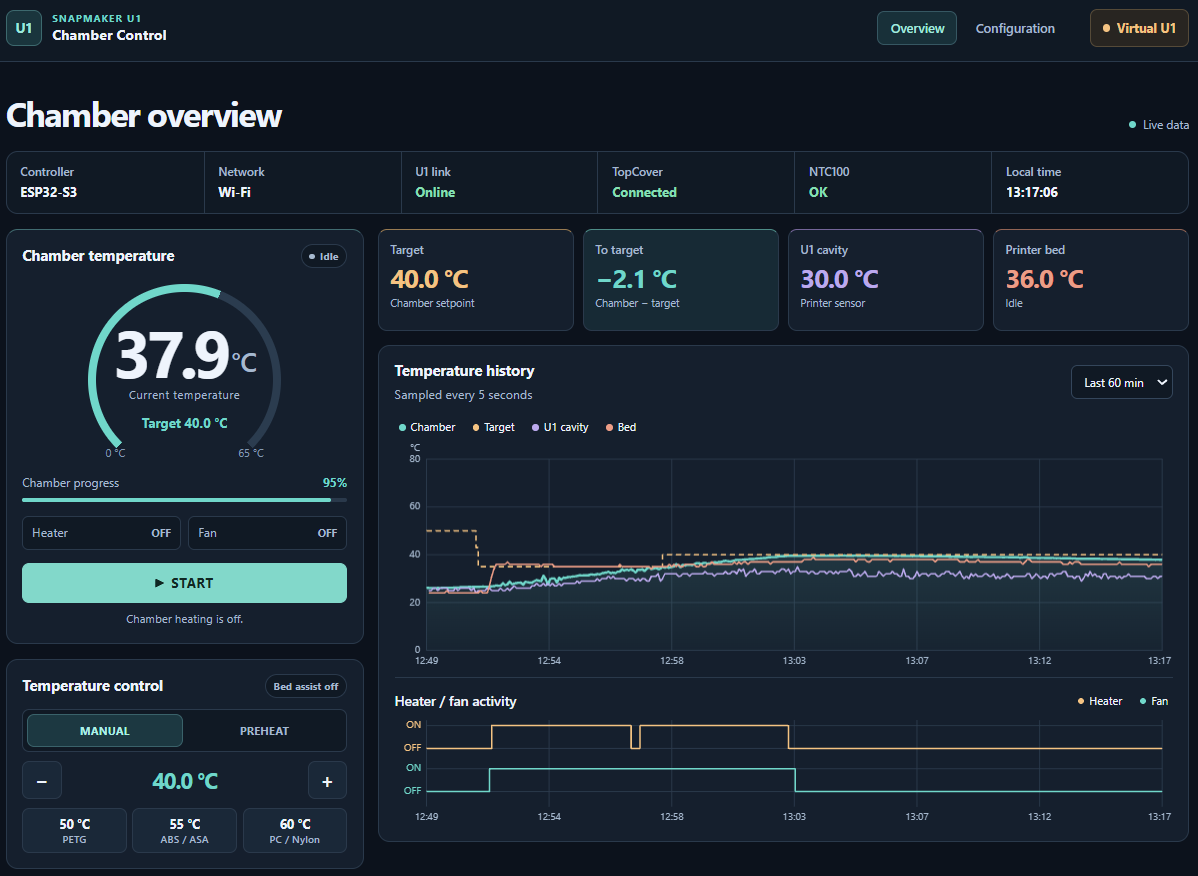 U1
SNAPMAKER U1
Chamber Control
Overview
Configuration
Virtual U1
Chamber overview
Live data
Controller
ESP32-S3
Network
Wi-Fi
U1 link
Online
TopCover
Connected
NTC100
OK
Local time
13:17:06
Chamber temperature
Idle
37.9 °C
Current temperature
Target 40.0 °C
0 °C
65 °C
Chamber progress
95%
Heater OFF
Fan OFF
► START
Chamber heating is off.
Temperature control
Bed assist off
MANUAL
PREHEAT
−
40.0 °C
+
50 °C
PETG
55 °C
ABS / ASA
60 °C
PC / Nylon
Target
40.0 °C
Chamber setpoint
To target
−2.1 °C
Chamber − target
U1 cavity
30.0 °C
Printer sensor
Printer bed
36.0 °C
Idle
Temperature history
Sampled every 5 seconds
Last 60 min
Chamber Target U1 cavity Bed
°C
80
60
40
20
0
12:49 12:54 12:58 13:03 13:07 13:12 13:17
Heater / fan activity
Heater Fan
ON
OFF
ON
OFF
12:49 12:54 12:58 13:03 13:07 13:12 13:17